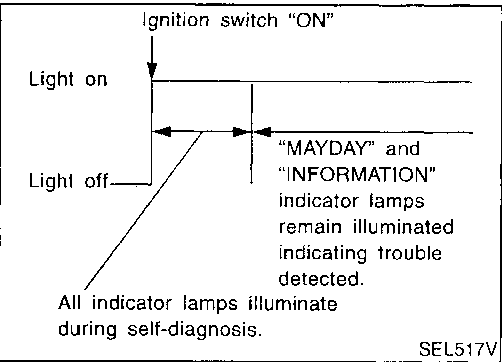 Ignition switch "ON"
Light on
Light off
"MAYDAY" and
"INFORMATION"
indicator lamps
remain illuminated
indicating trouble
detected.
All indicator lamps illuminate
during self-diagnosis.
SEL517V